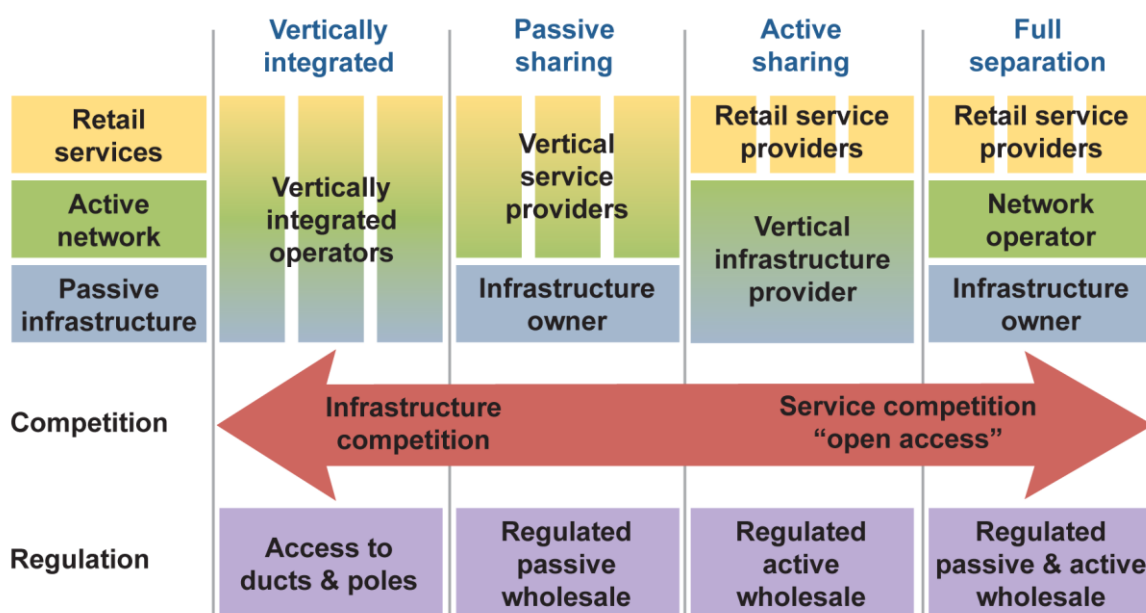 Vertically
integrated
Passive
sharing
Active
sharing
Full
separation
Retail
services
Active
network
Passive
infrastructure
Vertically
integrated
operators
Vertical
service
providers
Infrastructure
owner
Retail service
providers
Vertical
infrastructure
provider
Retail service
providers
Network
operator
Infrastructure
owner
Competition
Infrastructure
competition
Service competition
“open access”
Regulation
Access to
ducts & poles
Regulated
passive
wholesale
Regulated
active
wholesale
Regulated
passive & active
wholesale